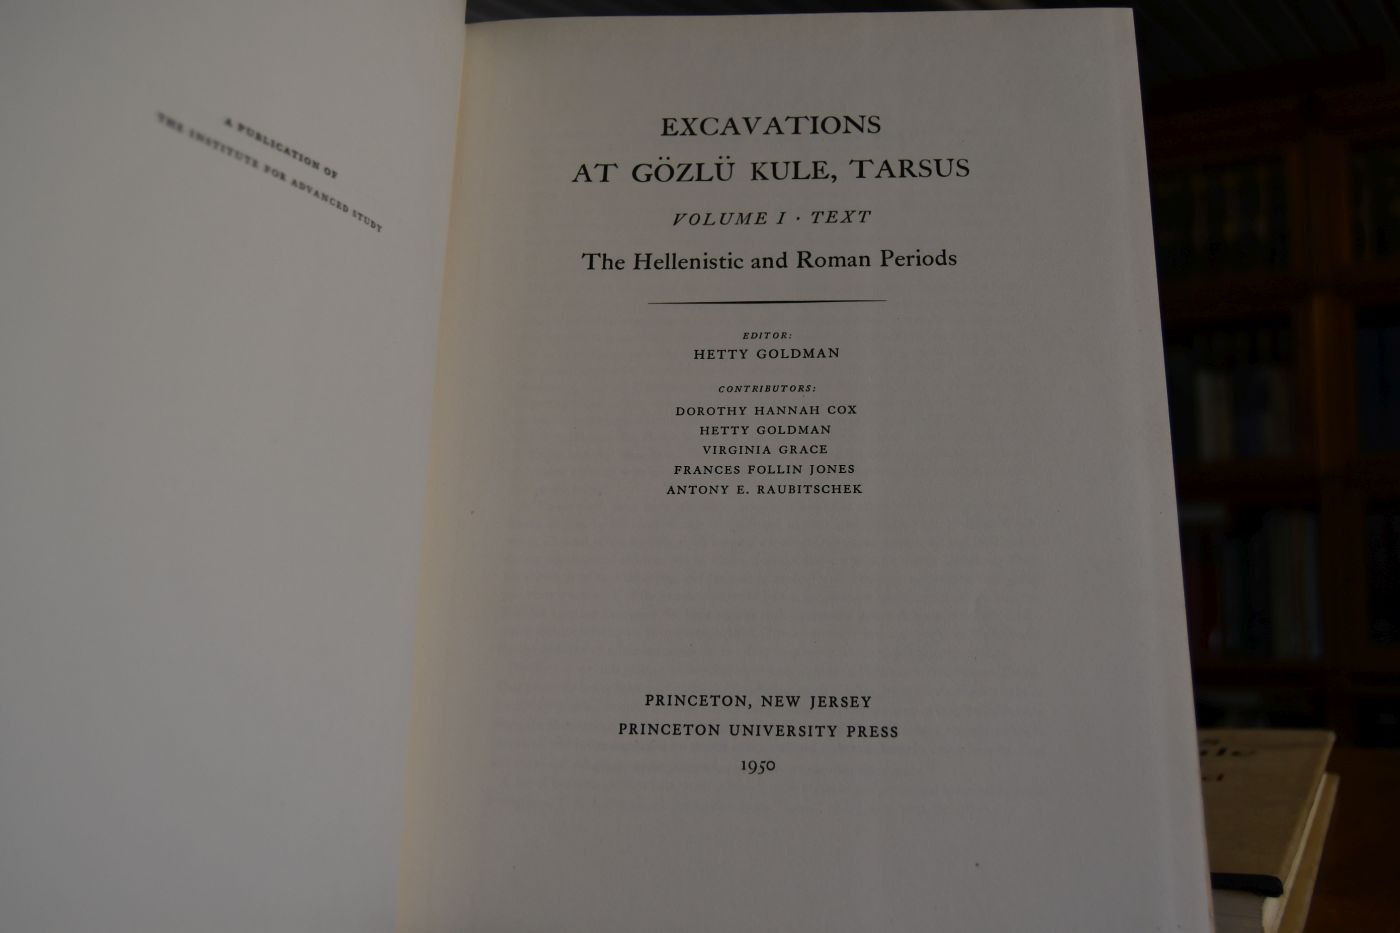 A PUBLICATION OF
THE INSTITUTE FOR ADVANCED STUDY
EXCAVATIONS
AT GÖZLÜ KULE, TARSUS
VOLUME I · TEXT
The Hellenistic and Roman Periods
EDITOR:
HETTY GOLDMAN
CONTRIBUTORS:
DOROTHY HANNAH COX
HETTY GOLDMAN
VIRGINIA GRACE
FRANCES FOLLIN JONES
ANTONY E. RAUBITSCHEK
PRINCETON, NEW JERSEY
PRINCETON UNIVERSITY PRESS
1950